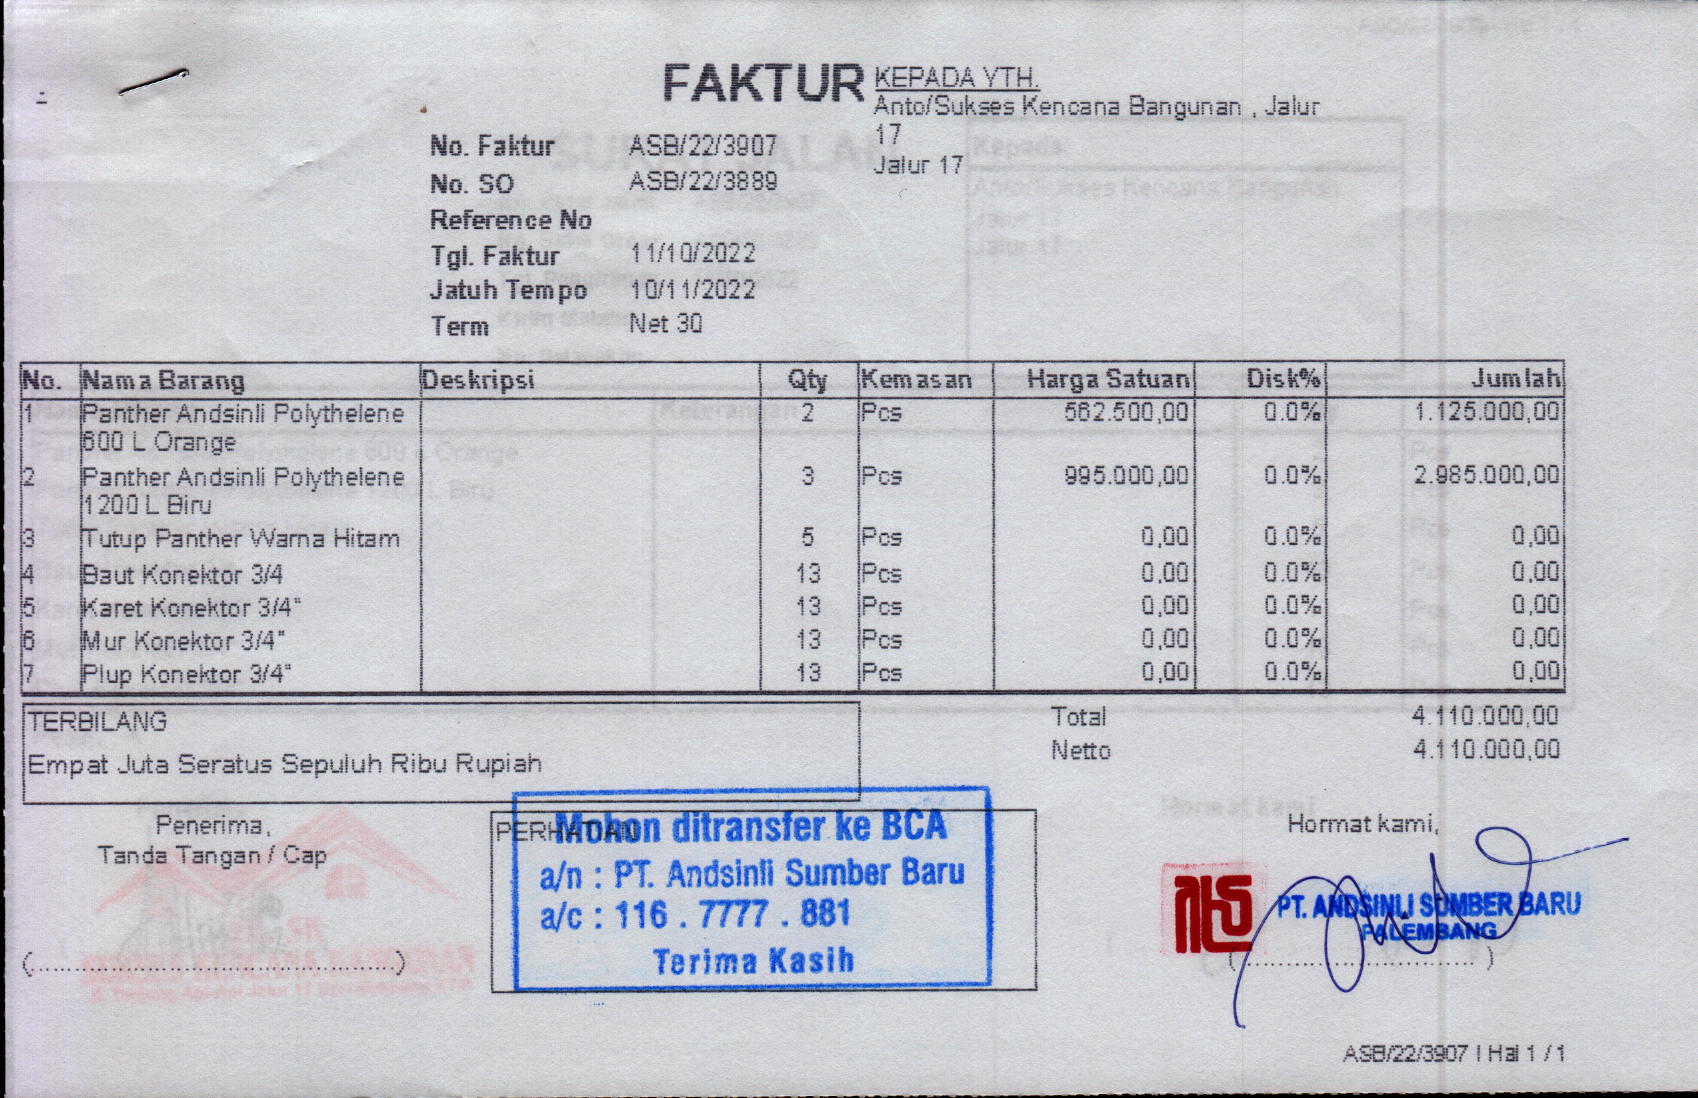 FAKTUR
KEPADA YTH.
Anto/Sukses Kencana Bangunan , Jalur
17
Jalur 17
No. Faktur ASB/22/3907
No. SO ASB/22/3889
Reference No
Tgl. Faktur 11/10/2022
Jatuh Tempo 10/11/2022
Term Net 30
No. Nama Barang Deskripsi Qty Kemasan Harga Satuan Disk% Jumlah
1 Panther Andsinli Polythelene 2 Pcs 562.500,00 0.0% 1.125.000,00
600 L Orange
2 Panther Andsinli Polythelene 3 Pcs 995.000,00 0.0% 2.985.000,00
1200 L Biru
3 Tutup Panther Warna Hitam 5 Pcs 0,00 0.0% 0,00
4 Baut Konektor 3/4 13 Pcs 0,00 0.0% 0,00
5 Karet Konektor 3/4" 13 Pcs 0,00 0.0% 0,00
6 Mur Konektor 3/4" 13 Pcs 0,00 0.0% 0,00
7 Plup Konektor 3/4" 13 Pcs 0,00 0.0% 0,00
TERBILANG
Empat Juta Seratus Sepuluh Ribu Rupiah
Total 4.110.000,00
Netto 4.110.000,00
Penerima,
Tanda Tangan / Cap
(....................................................)
PERHATIAN
Mohon ditransfer ke BCA
a/n : PT. Andsinli Sumber Baru
a/c : 116 . 7777 . 881
Terima Kasih
Hormat kami,
PT. ANDSINLI SUMBER BARU
PALEMBANG
(....................................)
ASB/22/3907 | Hal 1 / 1